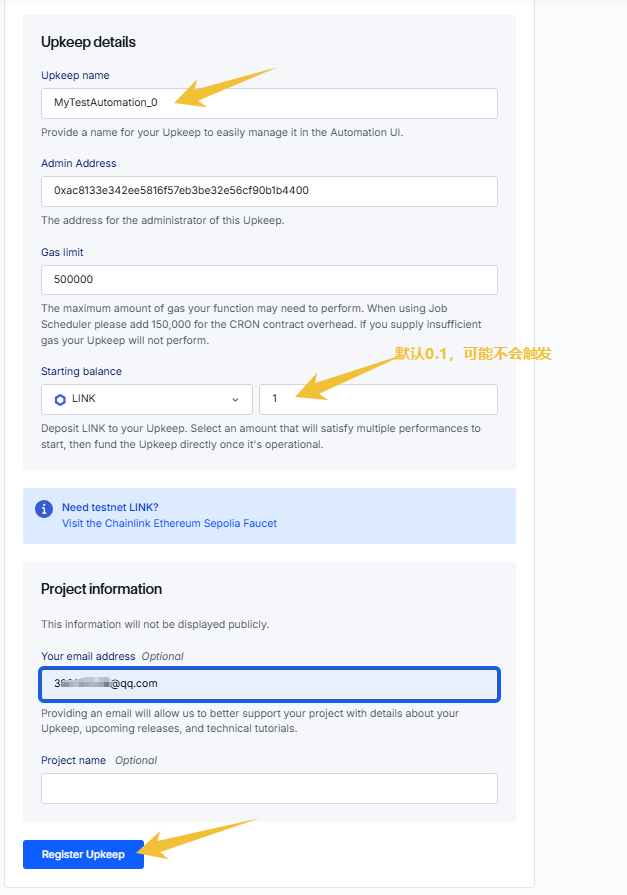 Upkeep details
Upkeep name
MyTestAutomation_0
Provide a name for your Upkeep to easily manage it in the Automation UI.
Admin Address
0xac8133e342ee5816f57eb3be32e56cf90b1b4400
The address for the administrator of this Upkeep.
Gas limit
500000
The maximum amount of gas your function may need to perform. When using Job
Scheduler please add 150,000 for the CRON contract overhead. If you supply insufficient
gas your Upkeep will not perform.
默认0.1，可能不会触发
Starting balance
LINK
1
Deposit LINK to your Upkeep. Select an amount that will satisfy multiple performances to
start, then fund the Upkeep directly once it's operational.
Need testnet LINK?
Visit the Chainlink Ethereum Sepolia Faucet
Project information
This information will not be displayed publicly.
Your email address Optional
@qq.com
Providing an email will allow us to better support your project with details about your
Upkeep, upcoming releases, and technical tutorials.
Project name Optional
Register Upkeep